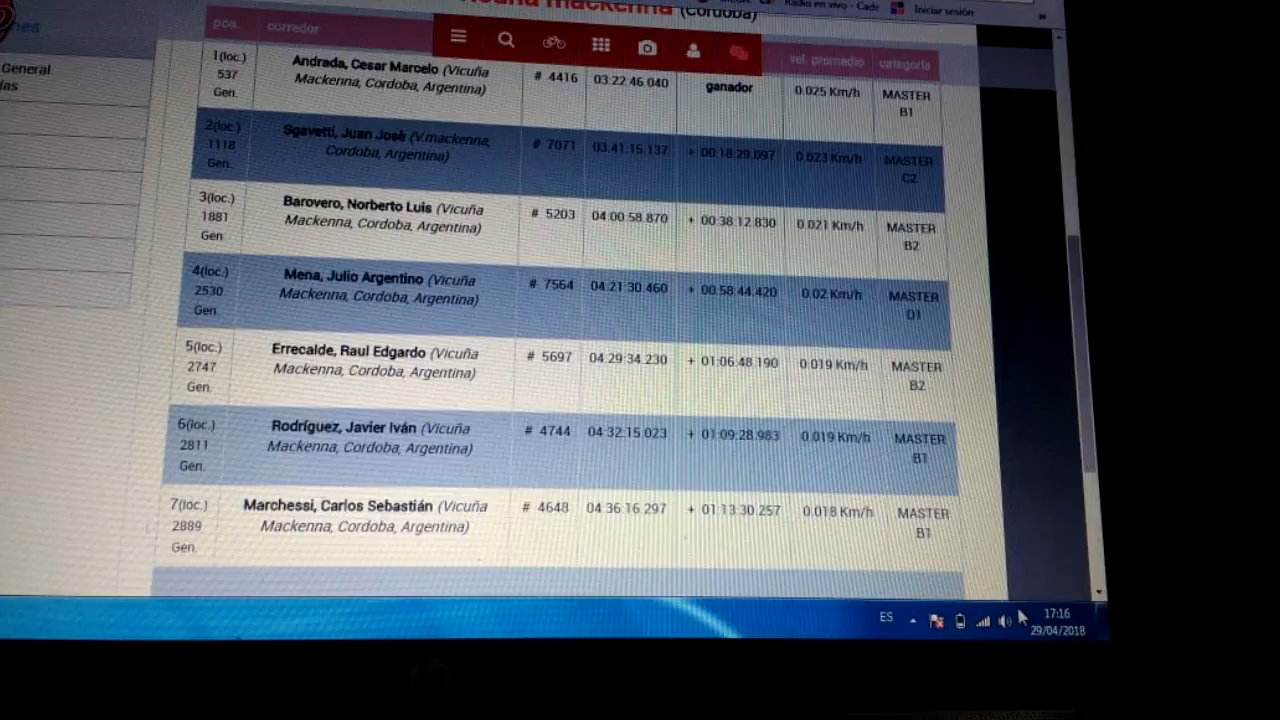 Radio en vivo - Cadr
Iniciar sesión
»
mackenna (cordoba)
nes
General
ias
pos.
corredor
vel. promedio
categoría
1(loc.)
537
Gen.
Andrada, Cesar Marcelo (Vicuña
Mackenna, Cordoba, Argentina)
# 4416
03:22:46.040
ganador
0.025 Km/h
MASTER
B1
2(loc.)
1118
Gen.
Sgavetti, Juan Josè (V.mackenna,
Cordoba, Argentina)
# 7071
03:41:15.137
+ 00:18:29.097
0.023 Km/h
MASTER
C2
3(loc.)
1881
Gen.
Barovero, Norberto Luis (Vicuña
Mackenna, Cordoba, Argentina)
# 5203
04:00:58.870
+ 00:38:12.830
0.021 Km/h
MASTER
B2
4(loc.)
2530
Gen.
Mena, Julio Argentino (Vicuña
Mackenna, Cordoba, Argentina)
# 7564
04:21:30.460
+ 00:58:44.420
0.02 Km/h
MASTER
D1
5(loc.)
2747
Gen.
Errecalde, Raul Edgardo (Vicuña
Mackenna, Cordoba, Argentina)
# 5697
04:29:34.230
+ 01:06:48.190
0.019 Km/h
MASTER
B2
6(loc.)
2811
Gen.
Rodríguez, Javier Iván (Vicuña
Mackenna, Cordoba, Argentina)
# 4744
04:32:15.023
+ 01:09:28.983
0.019 Km/h
MASTER
B1
7(loc.)
2889
Gen.
Marchessi, Carlos Sebastián (Vicuña
Mackenna, Cordoba, Argentina)
# 4648
04:36:16.297
+ 01:13:30.257
0.018 Km/h
MASTER
B1
ES
17:16
29/04/2018